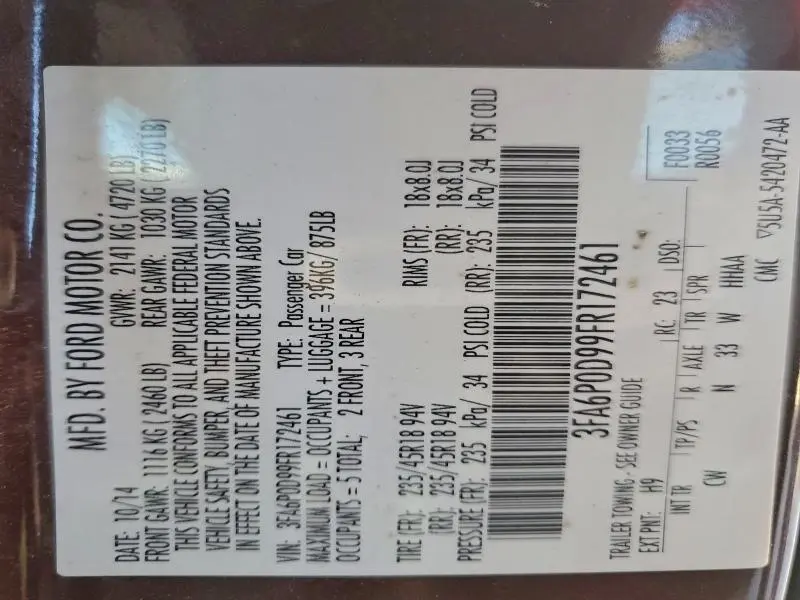 MFD. BY FORD MOTOR CO.
DATE: 10/14 GVWR: 2141 KG ( 4720 LB)
FRONT GAWR: 1116 KG ( 2460 LB) REAR GAWR: 1030 KG ( 2270 LB)
THIS VEHICLE CONFORMS TO ALL APPLICABLE FEDERAL MOTOR
VEHICLE SAFETY, BUMPER, AND THEFT PREVENTION STANDARDS
IN EFFECT ON THE DATE OF MANUFACTURE SHOWN ABOVE.
VIN: 3FA6P0D99FR172461 TYPE: Passenger Car
MAXIMUM LOAD = OCCUPANTS + LUGGAGE = 396KG/ 875LB
OCCUPANTS = 5 TOTAL; 2 FRONT, 3 REAR
TIRE (FR): 235/45R18 94V RIMS (FR): 18x8.0J
(RR): 235/45R18 94V (RR): 18x8.0J
PRESSURE (FR): 235 kPa/ 34 PSI COLD (RR): 235 kPa/ 34 PSI COLD
3FA6P0D99FR172461
TRAILER TOWING - SEE OWNER GUIDE
F0033
R0056
EXT PNT: H9 RC: 23 DSO:
INT TR TP/PS R AXLE TR SPR
CW N 33 W HHIAA
CMC ▽5U5A-5420472-AA